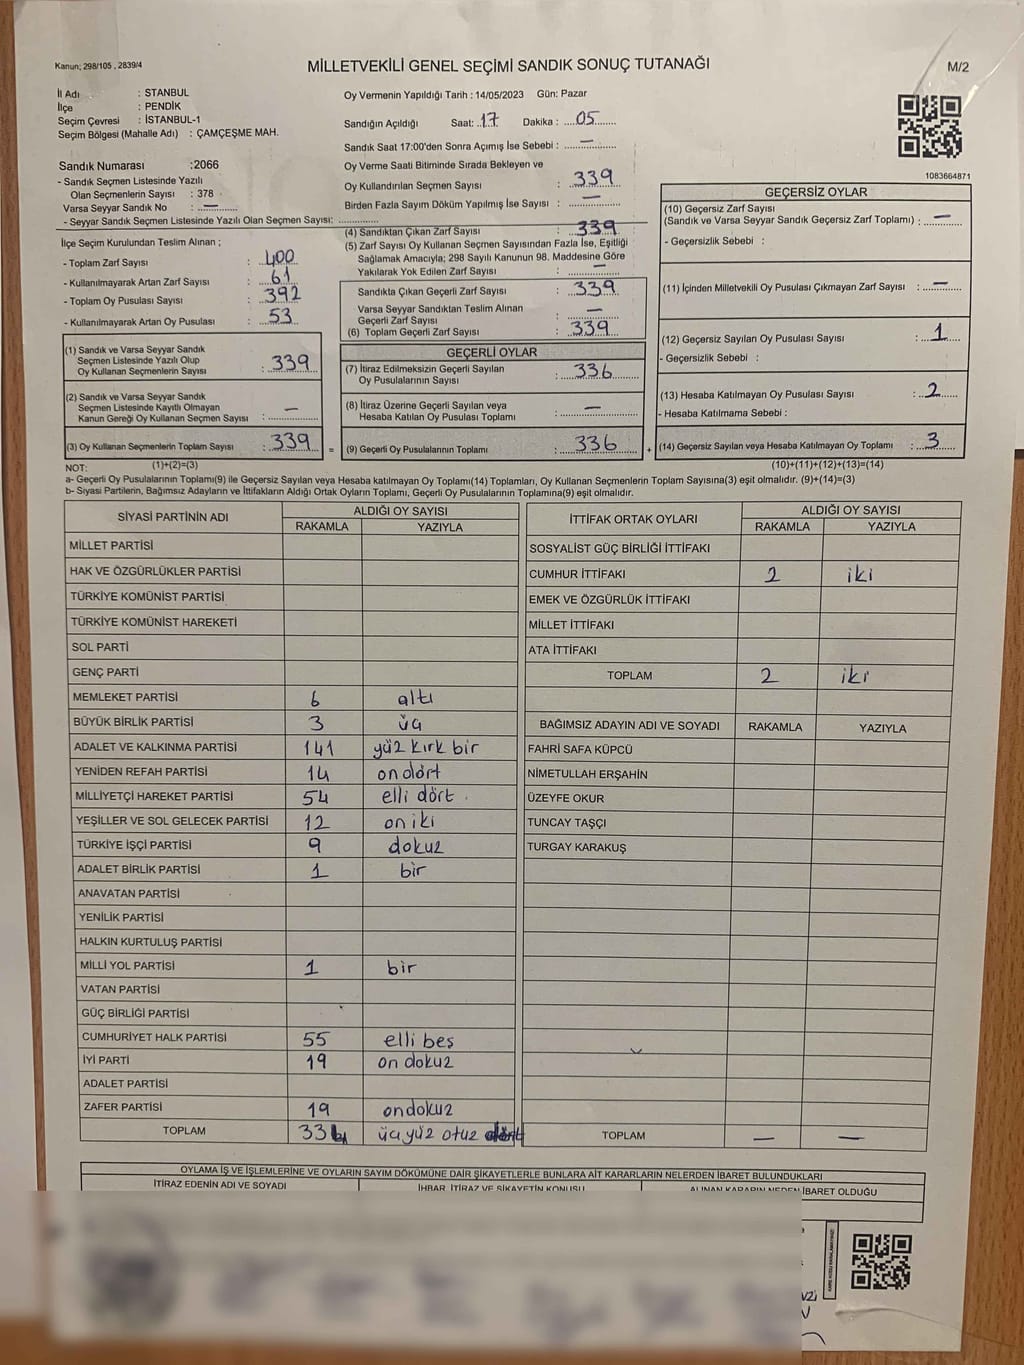 Kanun; 298/105 , 2839/4
MİLLETVEKİLİ GENEL SEÇİMİ SANDIK SONUÇ TUTANAĞI
M/2
İl Adı : STANBUL
İlçe : PENDİK
Seçim Çevresi : İSTANBUL-1
Seçim Bölgesi (Mahalle Adı) : ÇAMÇEŞME MAH.
Sandık Numarası :2066
- Sandık Seçmen Listesinde Yazılı
Olan Seçmenlerin Sayısı : 378
Varsa Seyyar Sandık No : —
- Seyyar Sandık Seçmen Listesinde Yazılı Olan Seçmen Sayısı: ..............
Oy Vermenin Yapıldığı Tarih : 14/05/2023 Gün: Pazar
Sandığın Açıldığı Saat: 17 Dakika : 05
Sandık Saat 17:00'den Sonra Açımış İse Sebebi : —
Oy Verme Saati Bitiminde Sırada Bekleyen ve
Oy Kullandırılan Seçmen Sayısı : 339
Birden Fazla Sayım Döküm Yapılmış İse Sayısı : —
1083664871
İlçe Seçim Kurulundan Teslim Alınan ;
- Toplam Zarf Sayısı : 400
- Kullanılmayarak Artan Zarf Sayısı : 61
- Toplam Oy Pusulası Sayısı : 392
- Kullanılmayarak Artan Oy Pusulası : 53
(4) Sandıktan Çıkan Zarf Sayısı : 339
(5) Zarf Sayısı Oy Kullanan Seçmen Sayısından Fazla İse, Eşitliği
Sağlamak Amacıyla; 298 Sayılı Kanunun 98. Maddesine Göre
Yakılarak Yok Edilen Zarf Sayısı : —
Sandıkta Çıkan Geçerli Zarf Sayısı : 339
Varsa Seyyar Sandıktan Teslim Alınan
Geçerli Zarf Sayısı : —
(6) Toplam Geçerli Zarf Sayısı : 339
GEÇERSİZ OYLAR
(10) Geçersiz Zarf Sayısı
(Sandık ve Varsa Seyyar Sandık Geçersiz Zarf Toplamı) : —
- Geçersizlik Sebebi :
(11) İçinden Milletvekili Oy Pusulası Çıkmayan Zarf Sayısı : —
(12) Geçersiz Sayılan Oy Pusulası Sayısı : 1
- Geçersizlik Sebebi :
(13) Hesaba Katılmayan Oy Pusulası Sayısı : 2
- Hesaba Katılmama Sebebi :
(14) Geçersiz Sayılan veya Hesaba Katılmayan Oy Toplamı : 3
(1) Sandık ve Varsa Seyyar Sandık
Seçmen Listesinde Yazılı Olup
Oy Kullanan Seçmenlerin Sayısı : 339
(2) Sandık ve Varsa Seyyar Sandık
Seçmen Listesinde Kayıtlı Olmayan
Kanun Gereği Oy Kullanan Seçmen Sayısı : —
(3) Oy Kullanan Seçmenlerin Toplam Sayısı : 339 =
GEÇERLİ OYLAR
(7) İtiraz Edilmeksizin Geçerli Sayılan
Oy Pusulalarının Sayısı : 336
(8) İtiraz Üzerine Geçerli Sayılan veya
Hesaba Katılan Oy Pusulası Toplamı : —
(9) Geçerli Oy Pusulalarının Toplamı : 336 +
NOT: (1)+(2)=(3) (10)+(11)+(12)+(13)=(14)
a- Geçerli Oy Pusulalarının Toplamı(9) ile Geçersiz Sayılan veya Hesaba katılmayan Oy Toplamı(14) Toplamları, Oy Kullanan Seçmenlerin Toplam Sayısına(3) eşit olmalıdır. (9)+(14)=(3)
b- Siyasi Partilerin, Bağımsız Adayların ve İttifakların Aldığı Ortak Oyların Toplamı, Geçerli Oy Pusulalarının Toplamına(9) eşit olmalıdır.
SİYASİ PARTİNİN ADI ALDIĞI OY SAYISI
RAKAMLA YAZIYLA
MİLLET PARTİSİ
HAK VE ÖZGÜRLÜKLER PARTİSİ
TÜRKİYE KOMÜNİST PARTİSİ
TÜRKİYE KOMÜNİST HAREKETİ
SOL PARTİ
GENÇ PARTİ
MEMLEKET PARTİSİ 6 altı
BÜYÜK BİRLİK PARTİSİ 3 üç
ADALET VE KALKINMA PARTİSİ 141 yüz kırk bir
YENİDEN REFAH PARTİSİ 14 on dört
MİLLİYETÇİ HAREKET PARTİSİ 54 elli dört
YEŞİLLER VE SOL GELECEK PARTİSİ 12 on iki
TÜRKİYE İŞÇİ PARTİSİ 9 dokuz
ADALET BİRLİK PARTİSİ 1 bir
ANAVATAN PARTİSİ
YENİLİK PARTİSİ
HALKIN KURTULUŞ PARTİSİ
MİLLİ YOL PARTİSİ 1 bir
VATAN PARTİSİ
GÜÇ BİRLİĞİ PARTİSİ
CUMHURİYET HALK PARTİSİ 55 elli beş
İYİ PARTİ 19 on dokuz
ADALET PARTİSİ
ZAFER PARTİSİ 19 ondokuz
TOPLAM 334 üçyüz otuz dört
İTTİFAK ORTAK OYLARI ALDIĞI OY SAYISI
RAKAMLA YAZIYLA
SOSYALİST GÜÇ BİRLİĞİ İTTİFAKI
CUMHUR İTTİFAKI 2 iki
EMEK VE ÖZGÜRLÜK İTTİFAKI
MİLLET İTTİFAKI
ATA İTTİFAKI
TOPLAM 2 iki
BAĞIMSIZ ADAYIN ADI VE SOYADI RAKAMLA YAZIYLA
FAHRİ SAFA KÜPCÜ
NİMETULLAH ERŞAHİN
ÜZEYFE OKUR
TUNCAY TAŞÇI
TURGAY KARAKUŞ
TOPLAM — —
OYLAMA İŞ VE İŞLEMLERİNE VE OYLARIN SAYIM DÖKÜMÜNE DAİR ŞİKAYETLERLE BUNLARA AİT KARARLARIN NELERDEN İBARET BULUNDUKLARI
İTİRAZ EDENİN ADI VE SOYADI İHBAR, İTİRAZ VE ŞİKAYETİN KONUSU ALINAN KARARIN NEDEN İBARET OLDUĞU